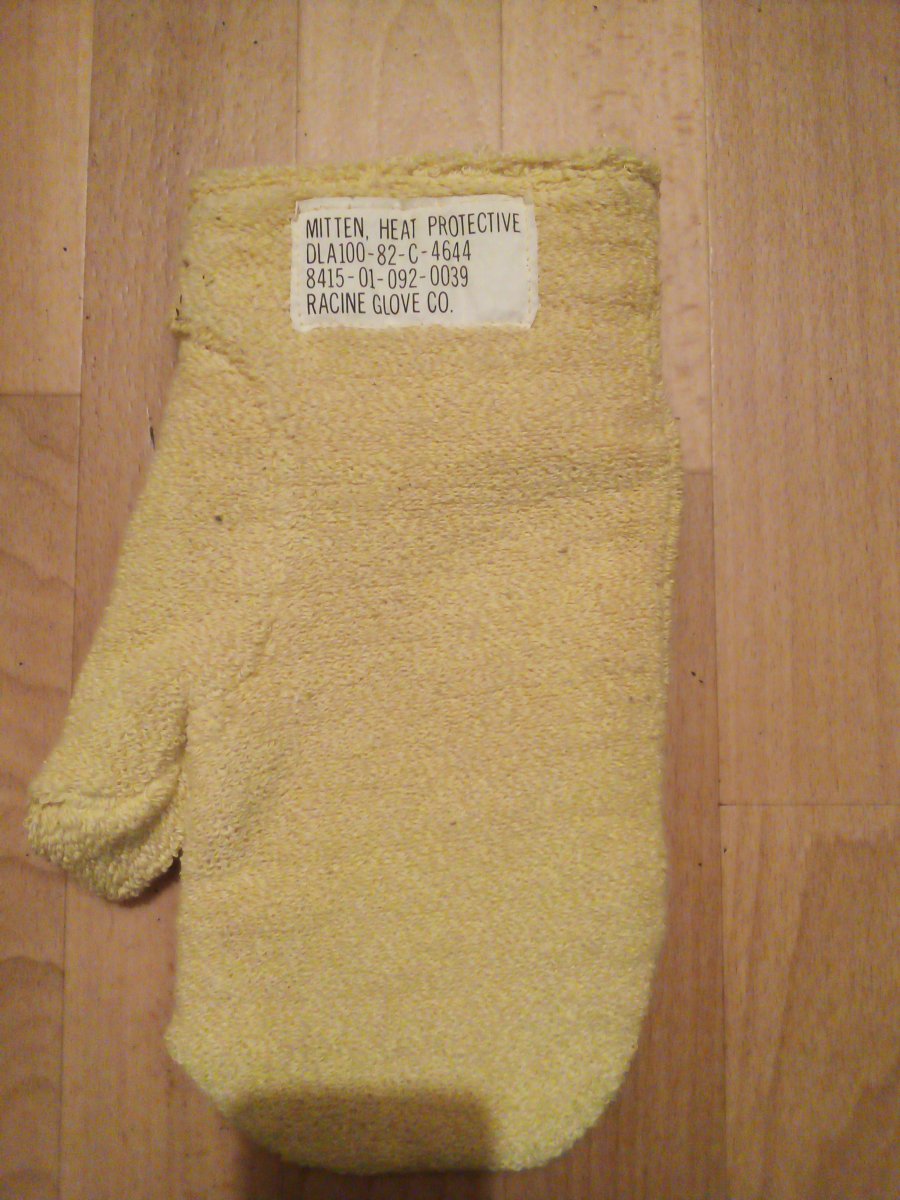 MITTEN, HEAT PROTECTIVE
DLA100-82-C-4644
8415-01-092-0039
RACINE GLOVE CO.